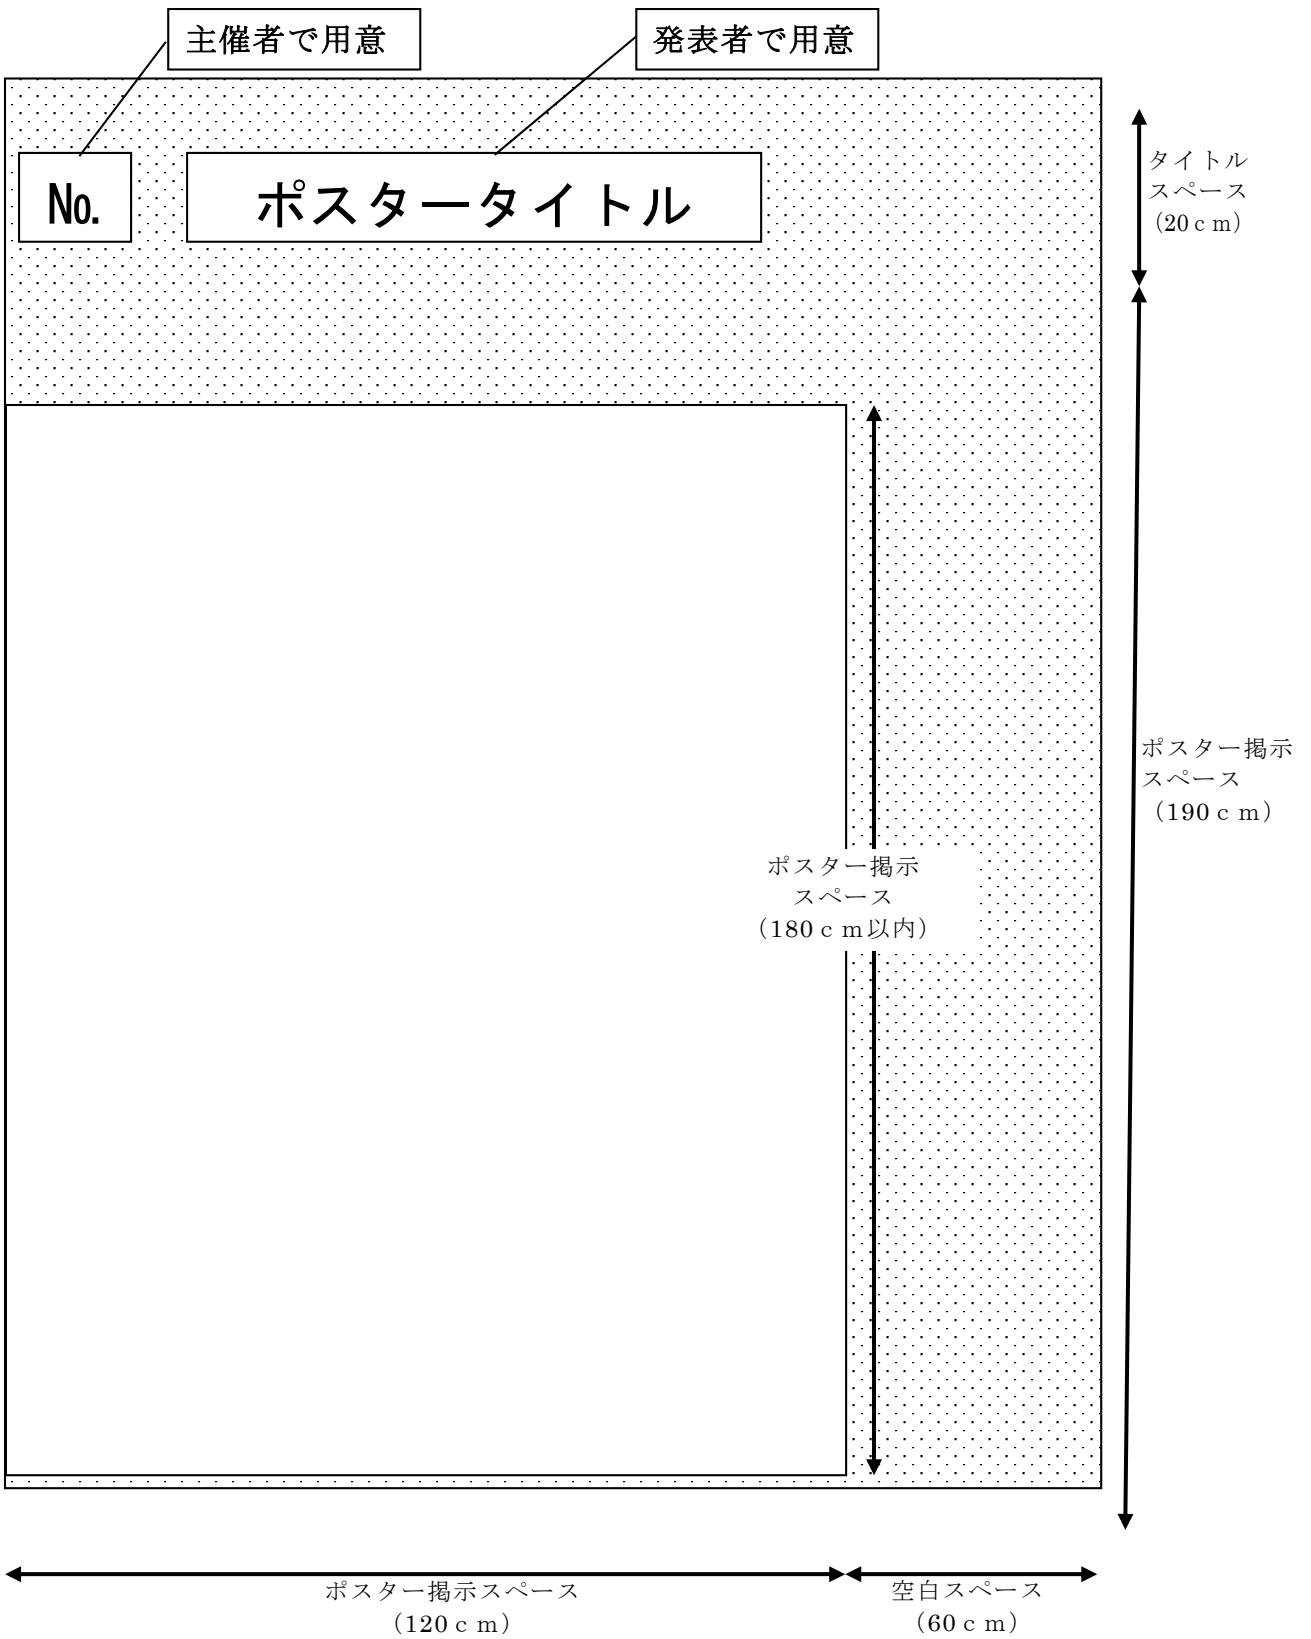 主催者で用意
発表者で用意
No.
ポスタータイトル
タイトル
スペース
（20ｃｍ）
ポスター掲示
スペース
（190ｃｍ）
ポスター掲示
スペース
（180ｃｍ以内）
ポスター掲示スペース
（120ｃｍ）
空白スペース
（60ｃｍ）